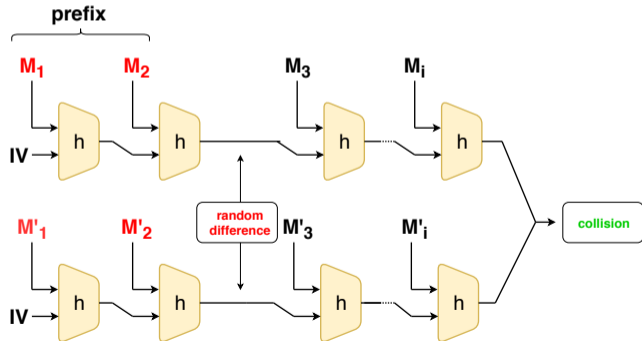 prefix
M1 M2 M3 Mi
h h h h
IV
random
difference
collision
M'1 M'2 M'3 M'i
h h h h
IV